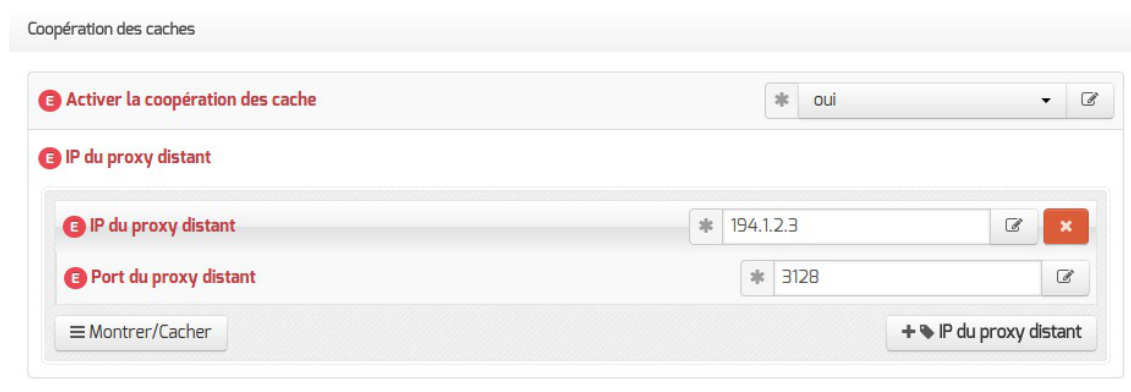 Coopération des caches
E Activer la coopération des cache
oui
E IP du proxy distant
E IP du proxy distant
194.1.2.3
E Port du proxy distant
3128
Montrer/Cacher
IP du proxy distant